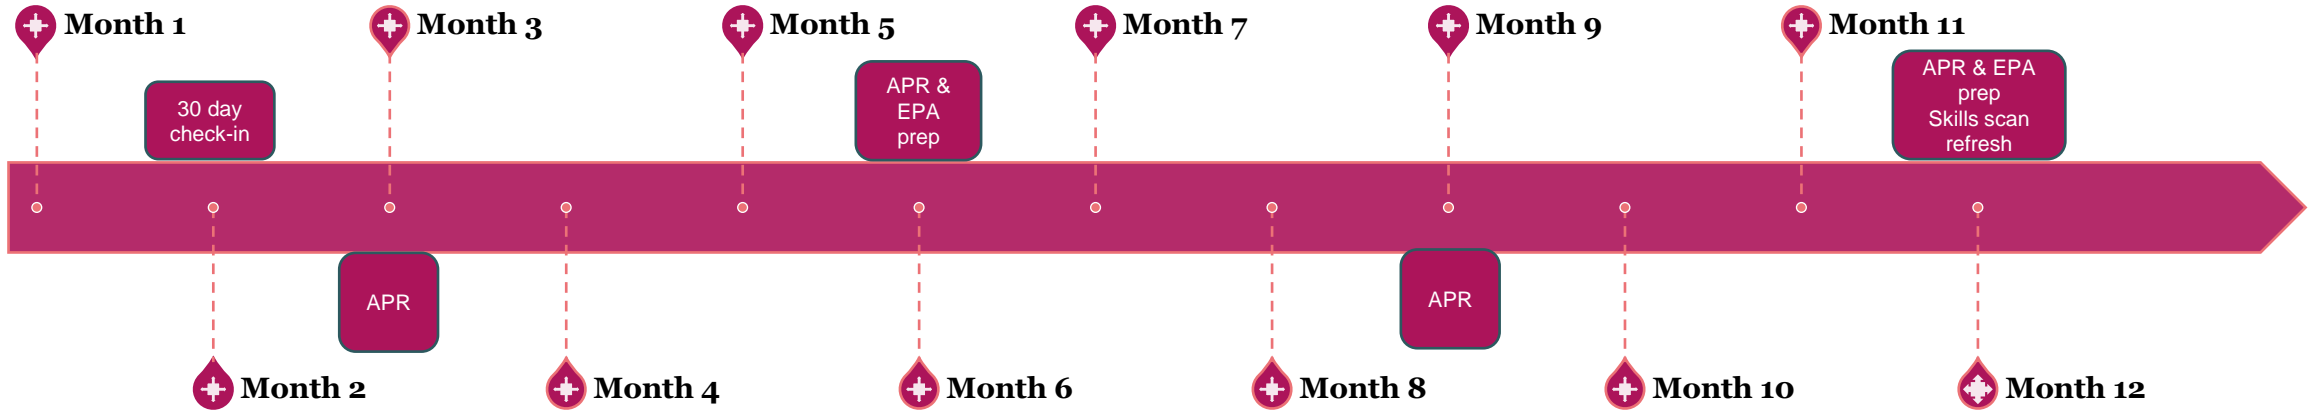 Month 1
Month 3
Month 5
Month 7
Month 9
Month 11
30 day
check-in
APR &
EPA
prep
APR & EPA
prep
Skills scan
refresh
APR
APR
Month 2
Month 4
Month 6
Month 8
Month 10
Month 12